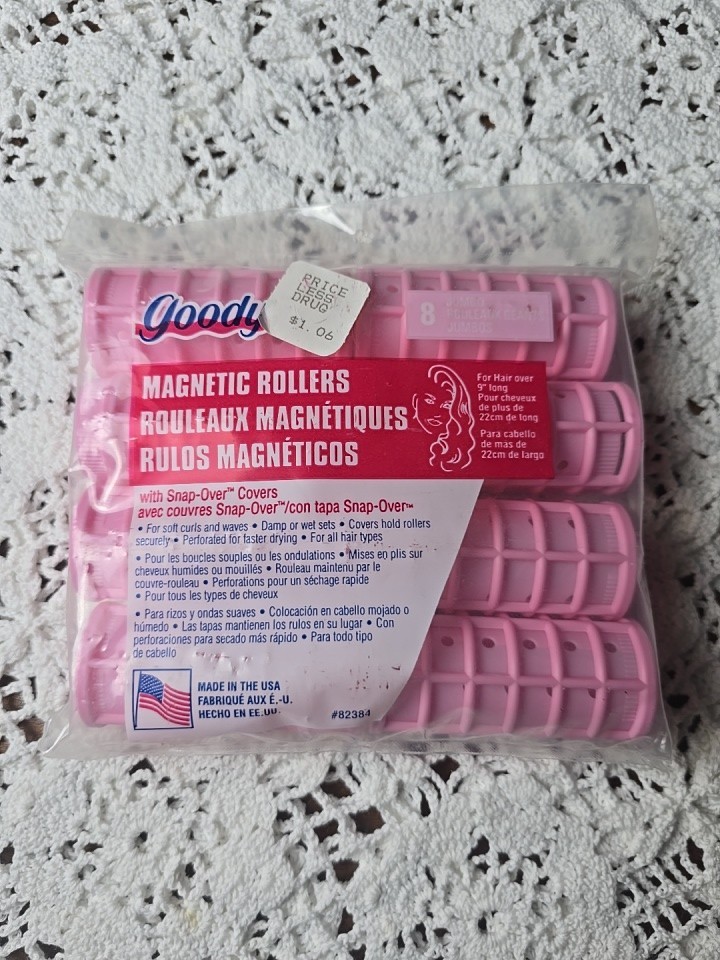 goody
PRICE
LESS
DRUG
$1.06
8
MAGNETIC ROLLERS
ROULEAUX MAGNÉTIQUES
RULOS MAGNÉTICOS
For Hair over
9" long
Pour cheveux
de plus de
22cm de long
Para cabello
de mas de
22cm de largo
with Snap-Over™ Covers
avec couvres Snap-Over™/con tapa Snap-Over™
• For soft curls and waves • Damp or wet sets • Covers hold rollers
securely • Perforated for faster drying • For all hair types
• Pour les boucles souples ou les ondulations • Mises en plis sur
cheveux humides ou mouillés • Rouleau maintenu par le
couvre-rouleau • Perforations pour un séchage rapide
• Pour tous les types de cheveux
• Para rizos y ondas suaves • Colocación en cabello mojado o
húmedo • Las tapas mantienen los rulos en su lugar • Con
perforaciones para secado más rápido • Para todo tipo
de cabello
MADE IN THE USA
FABRIQUÉ AUX É.-U.
HECHO EN EE.UU.
#82384